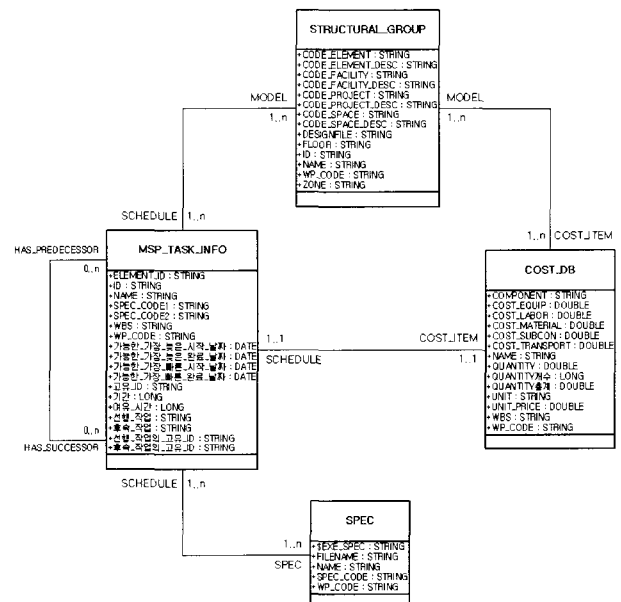 STRUCTURAL_GROUP
+CODE_ELEMENT : STRING
+CODE_ELEMENT_DESC : STRING
+CODE_FACILITY : STRING
+CODE_FACILITY_DESC : STRING
+CODE_PROJECT : STRING
+CODE_PROJECT_DESC : STRING
+CODE_SPACE : STRING
+CODE_SPACE_DESC : STRING
+DESIGNFILE : STRING
+FLOOR : STRING
+ID : STRING
+NAME : STRING
+WP_CODE : STRING
+ZONE : STRING
MODEL
1..n
MODEL
1..n
SCHEDULE 1..n
HAS_PREDECESSOR
0..n
MSP_TASK_INFO
+ELEMENT_ID : STRING
+ID : STRING
+NAME : STRING
+SPEC_CODE1 : STRING
+SPEC_CODE2 : STRING
+WBS : STRING
+WP_CODE : STRING
+가능한_가장_늦은_시작_날짜 : DATE
+가능한_가장_늦은_완료_날짜 : DATE
+가능한_가장_빠른_시작_날짜 : DATE
+가능한_가장_빠른_완료_날짜 : DATE
+고유_ID : STRING
+기간 : LONG
+여유_시간 : LONG
+선행_작업 : STRING
+후속_작업 : STRING
+선행_작업의_고유_ID : STRING
+후속_작업의_고유_ID : STRING
0..n
HAS_SUCCESSOR
1..1
SCHEDULE
COST_ITEM
1..1
1..n COST_ITEM
COST_DB
+COMPONENT : STRING
+COST_EQUIP : DOUBLE
+COST_LABOR : DOUBLE
+COST_MATERIAL : DOUBLE
+COST_SUBCON : DOUBLE
+COST_TRANSPORT : DOUBLE
+NAME : STRING
+QUANTITY : DOUBLE
+QUANTITY개수 : LONG
+QUANTITY총계 : DOUBLE
+UNIT : STRING
+UNIT_PRICE : DOUBLE
+WBS : STRING
+WP_CODE : STRING
SCHEDULE 1..n
1..n
SPEC
SPEC
+$EXE_SPEC : STRING
+FILENAME : STRING
+NAME : STRING
+SPEC_CODE : STRING
+WP_CODE : STRING